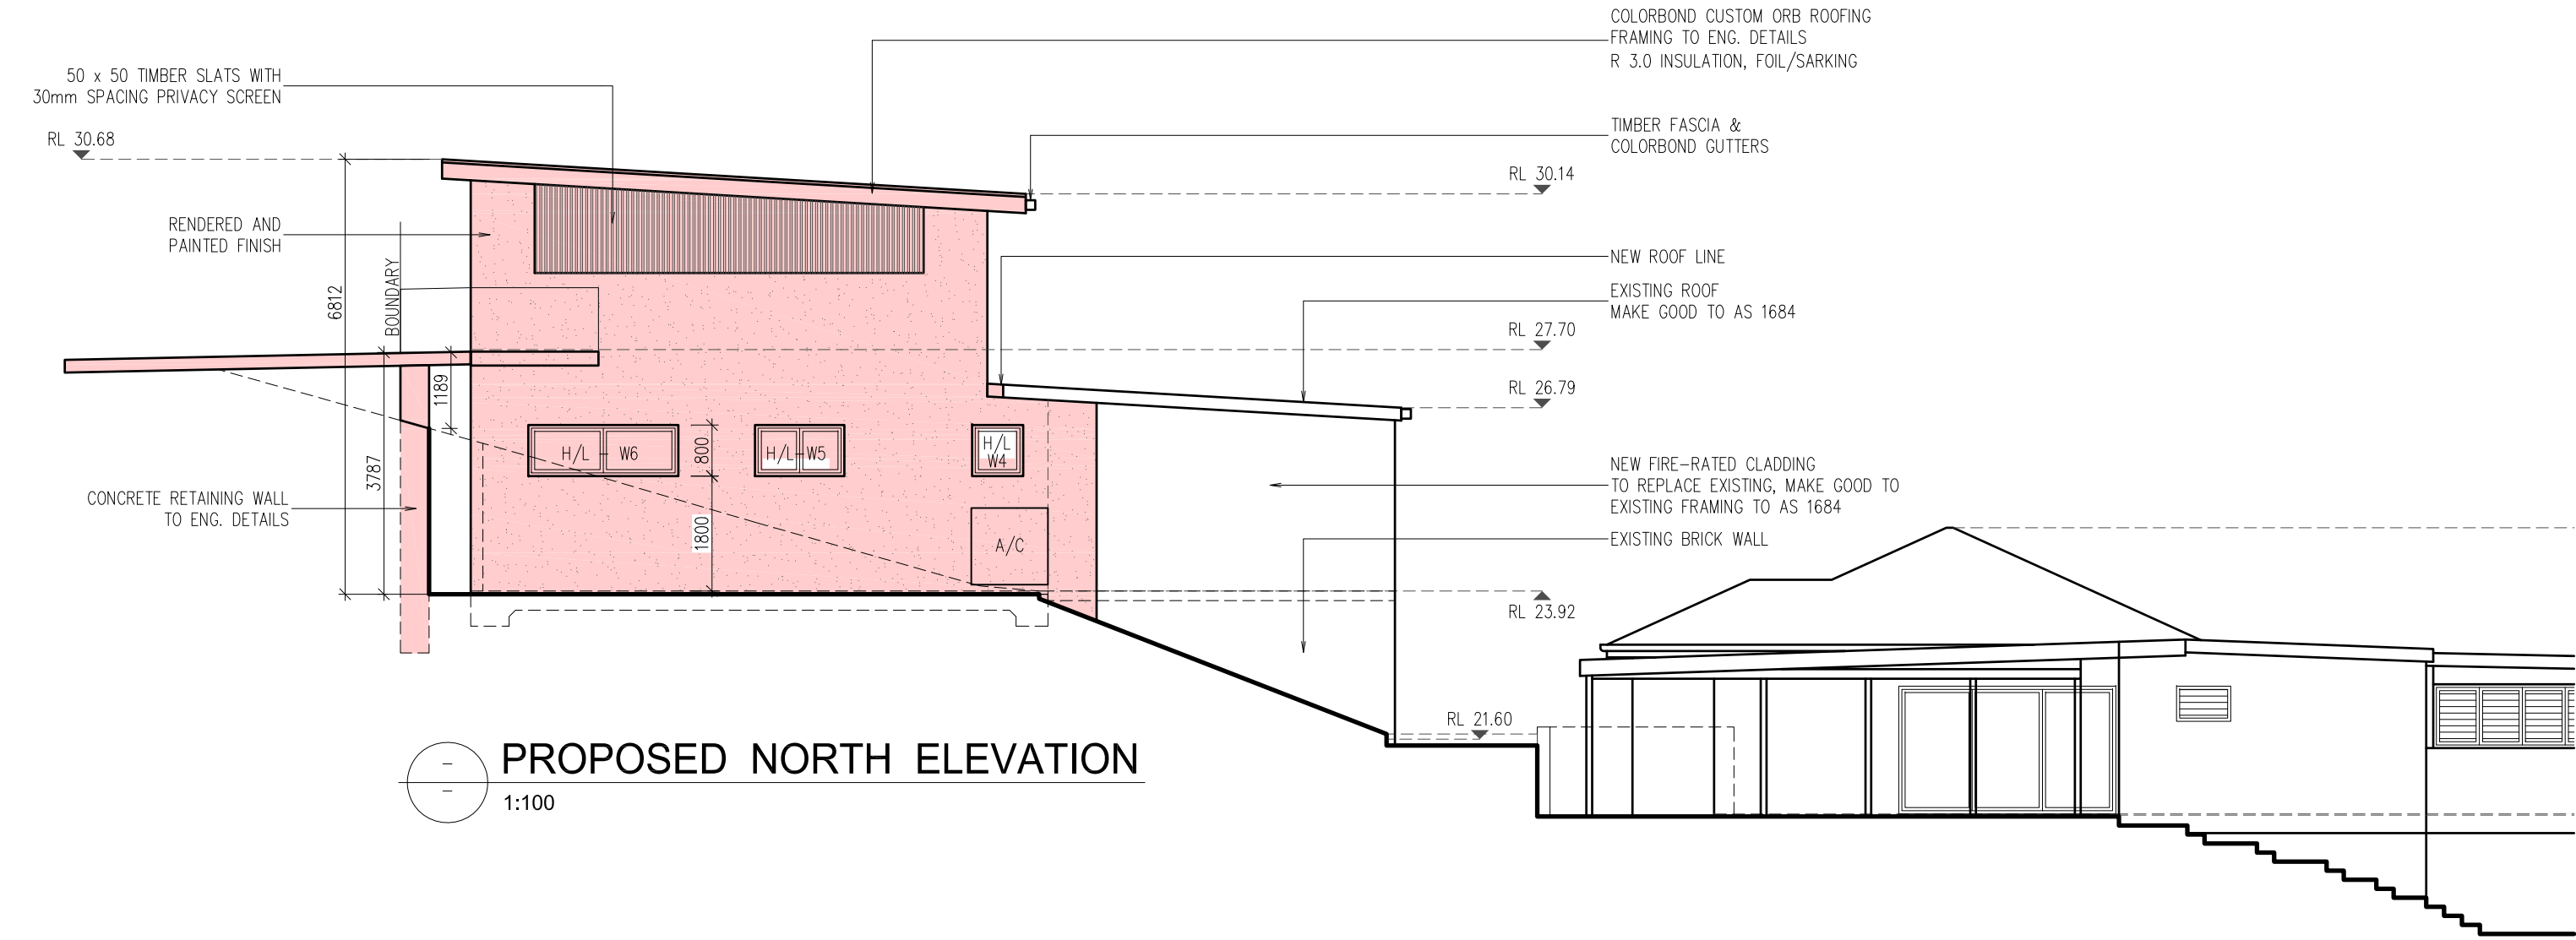 COLORBOND CUSTOM ORB ROOFING
FRAMING TO ENG. DETAILS
R 3.0 INSULATION, FOIL/SARKING
50 x 50 TIMBER SLATS WITH
30mm SPACING PRIVACY SCREEN
TIMBER FASCIA &
COLORBOND GUTTERS
RL 30.68
RL 30.14
RENDERED AND
PAINTED FINISH
NEW ROOF LINE
EXISTING ROOF
MAKE GOOD TO AS 1684
6812
BOUNDARY
RL 27.70
RL 26.79
1189
3787
H/L - W6
800
H/L-W5
H/L
W4
NEW FIRE-RATED CLADDING
TO REPLACE EXISTING, MAKE GOOD TO
EXISTING FRAMING TO AS 1684
CONCRETE RETAINING WALL
TO ENG. DETAILS
1800
A/C
EXISTING BRICK WALL
RL 23.92
RL 21.60
PROPOSED NORTH ELEVATION
1:100